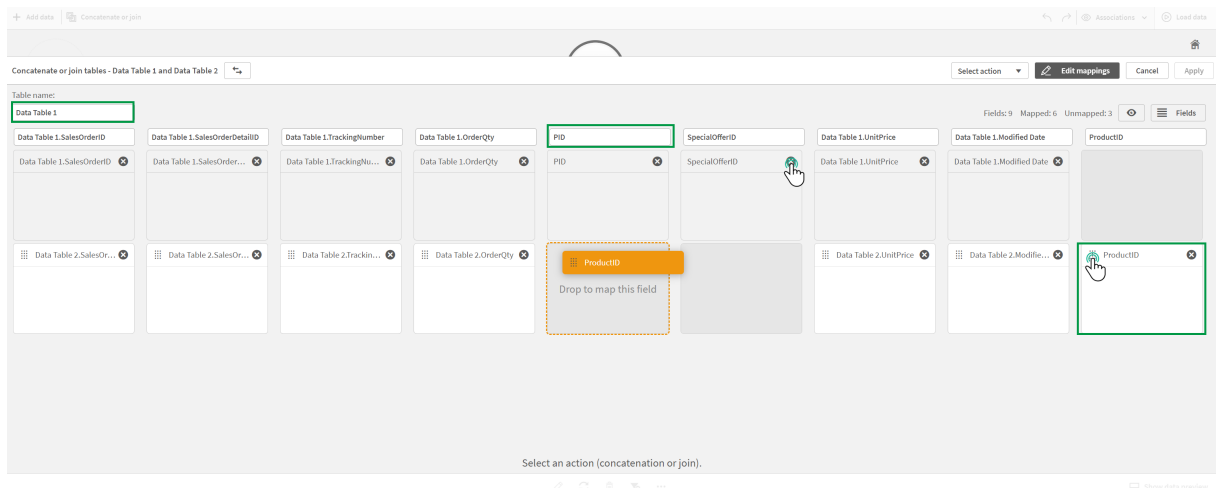 Add data Concatenate or join Associations Load data
Concatenate or join tables - Data Table 1 and Data Table 2 Select action Edit mappings Cancel Apply
Table name:
Data Table 1 Fields: 9 Mapped: 6 Unmapped: 3 Fields
Data Table 1.SalesOrderID Data Table 1.SalesOrderDetailID Data Table 1.TrackingNumber Data Table 1.OrderQty PID SpecialOfferID Data Table 1.UnitPrice Data Table 1.Modified Date ProductID
Data Table 1.SalesOrderID Data Table 1.SalesOrder... Data Table 1.TrackingNu... Data Table 1.OrderQty PID SpecialOfferID Data Table 1.UnitPrice Data Table 1.Modified Date
Data Table 2.SalesOr... Data Table 2.SalesOr... Data Table 2.Trackin... Data Table 2.OrderQty ProductID Data Table 2.UnitPrice Data Table 2.Modifie... ProductID
Drop to map this field
Select an action (concatenation or join).